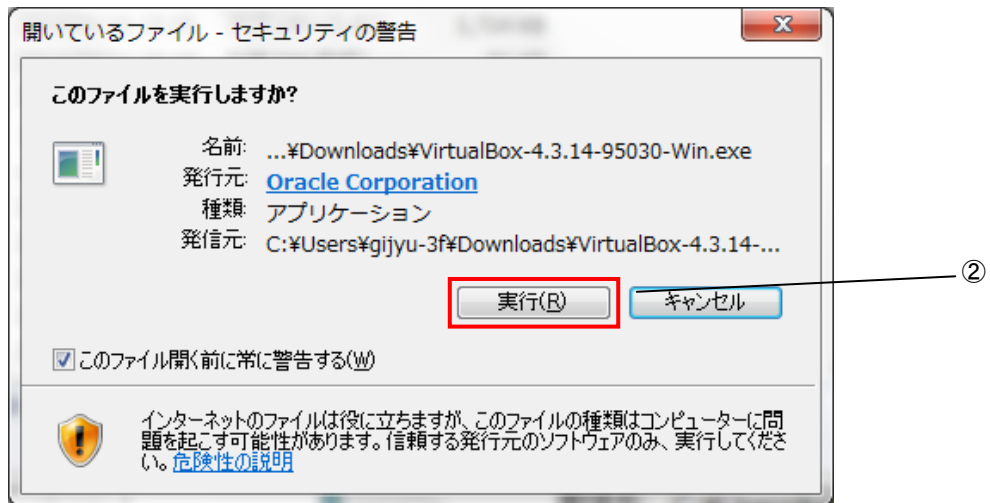 開いているファイル - セキュリティの警告
このファイルを実行しますか?
名前: ...¥Downloads¥VirtualBox-4.3.14-95030-Win.exe
発行元: Oracle Corporation
種類: アプリケーション
発信元: C:¥Users¥gijyu-3f¥Downloads¥VirtualBox-4.3.14-...
②
実行(R) キャンセル
このファイル開く前に常に警告する(W)
インターネットのファイルは役に立ちますが、このファイルの種類はコンピューターに問
題を起こす可能性があります。信頼する発行元のソフトウェアのみ、実行してくださ
い。危険性の説明